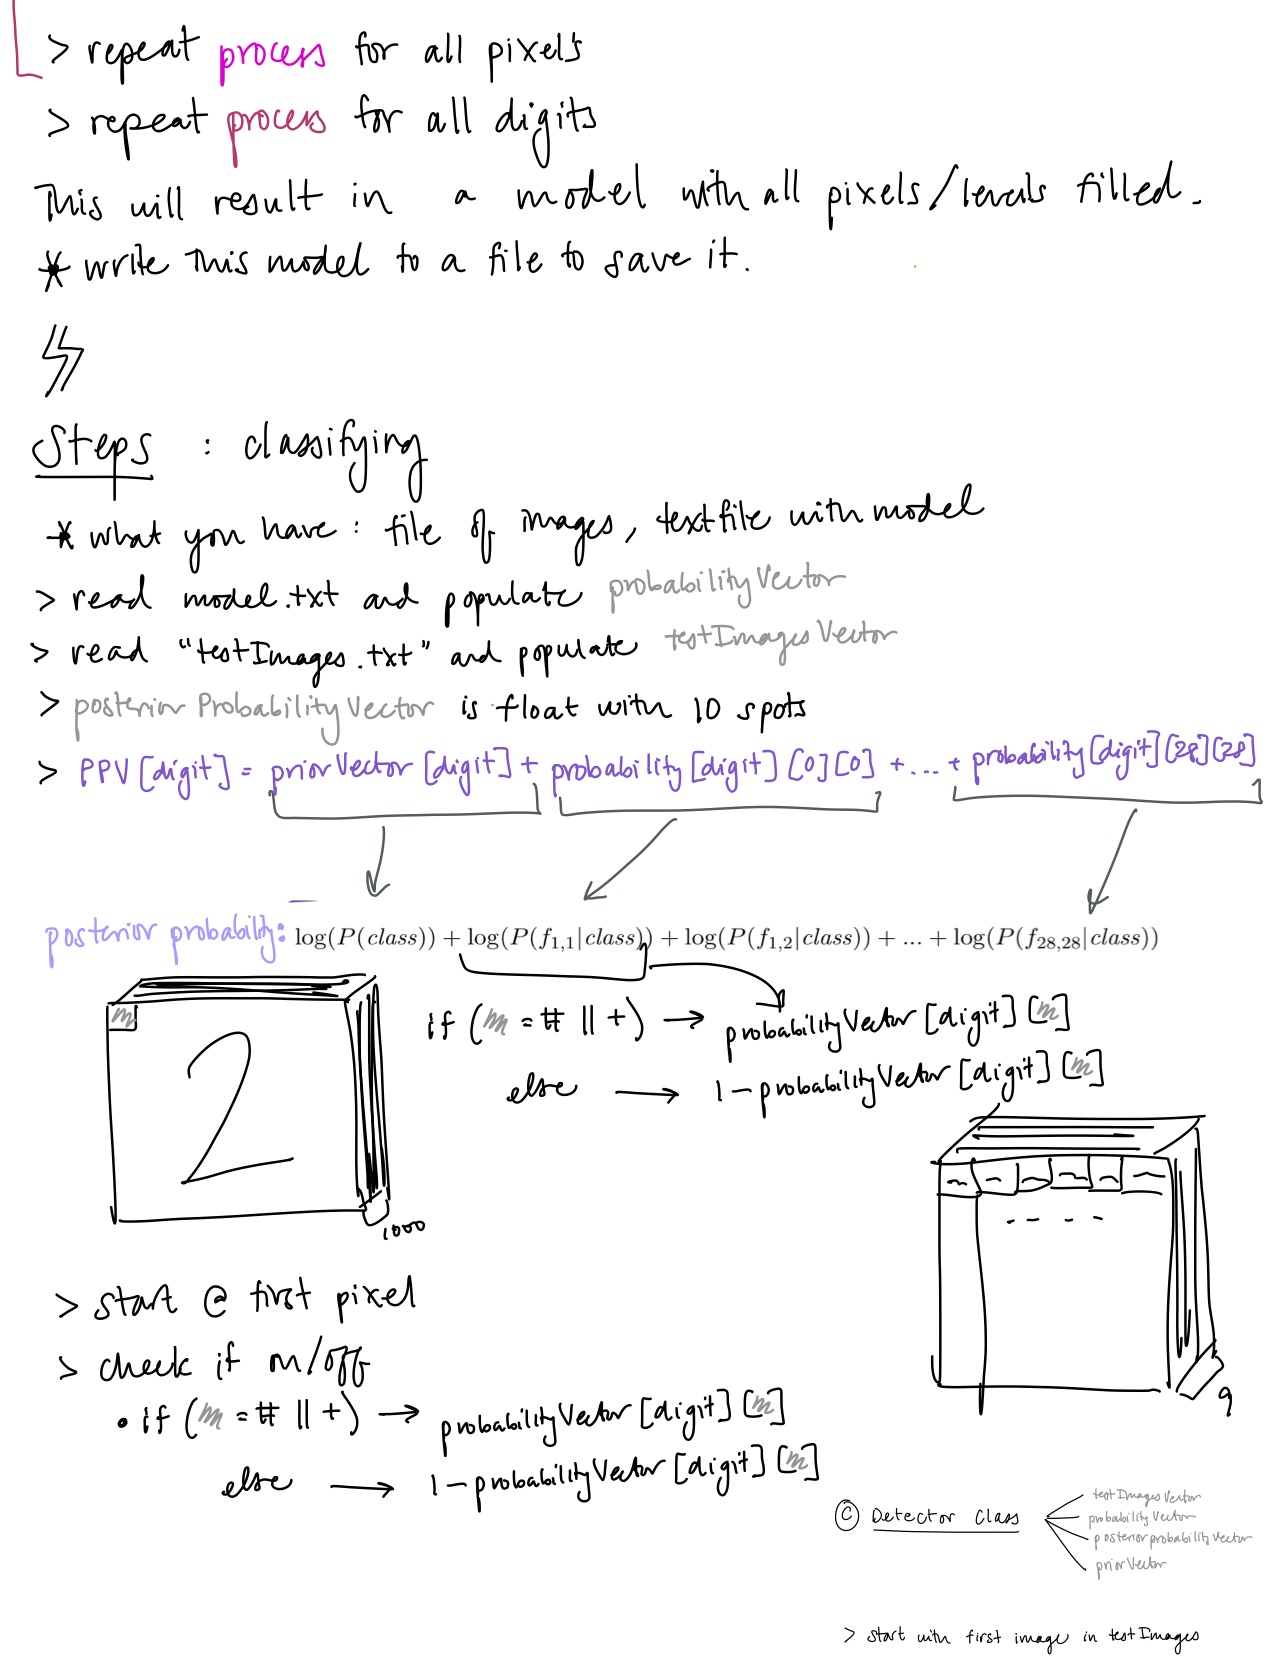 > repeat process for all pixels
> repeat process for all digits
This will result in a model with all pixels/levels filled.
* write this model to a file to save it.
Steps : classifying
* what you have: file of images, textfile with model
> read model.txt and populate probabilityVector
> read "testImages.txt" and populate testImagesVector
> posteriorProbabilityVector is float with 10 spots
> PPV[digit] = priorVector[digit] + probability[digit][0][0] + ... + probability[digit][28][28]
posterior probability: log(P(class)) + log(P(f1,1|class)) + log(P(f1,2|class)) + ... + log(P(f28,28|class))
m
2
1000
if (m = # || +) → probabilityVector[digit][m]
else → 1 - probabilityVector[digit][m]
9
> start @ first pixel
> check if on/off
• if (m = # || +) → probabilityVector[digit][m]
else → 1 - probabilityVector[digit][m]
© Detector Class
testImagesVector
probabilityVector
posteriorprobabilityVector
priorVector
> start with first image in testImages